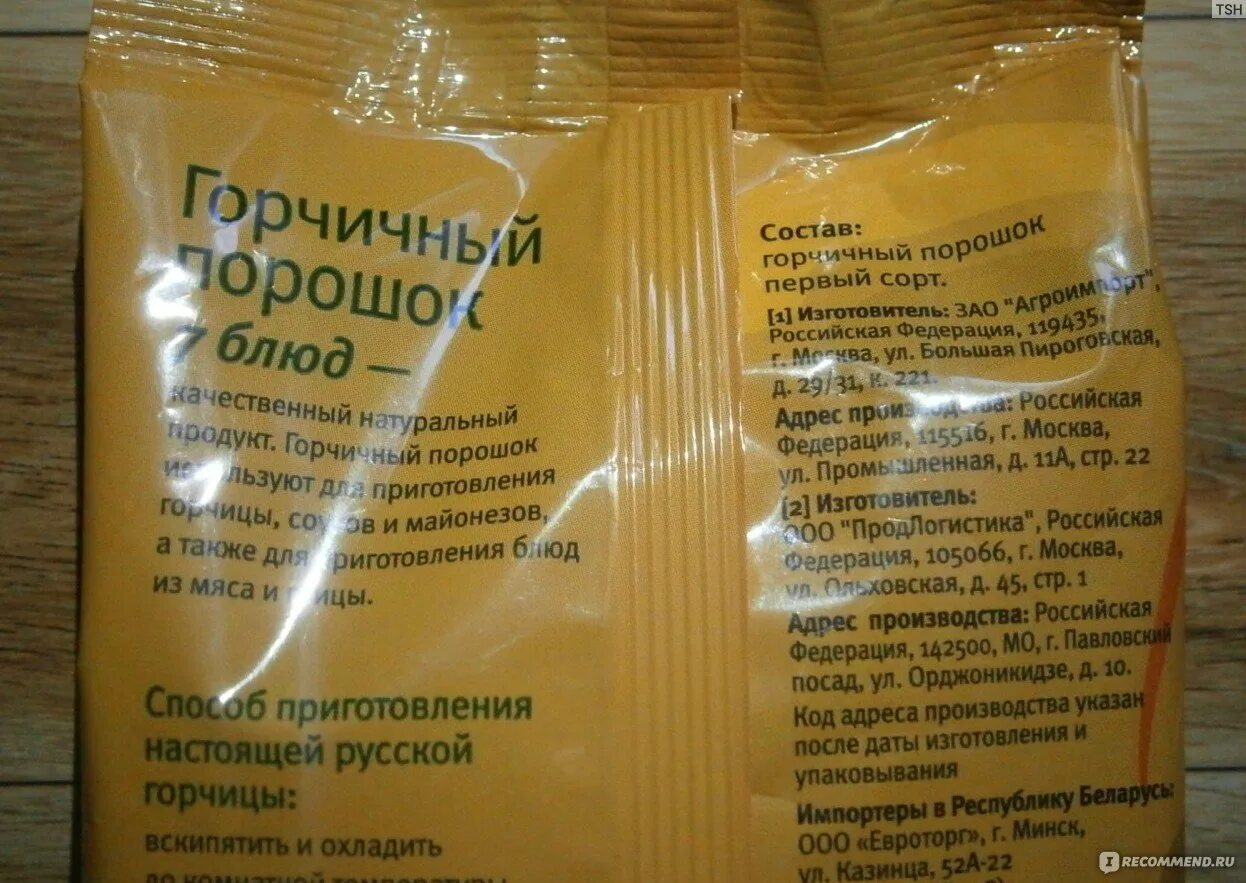 TSH
Горчичный
порошок
7 блюд —
качественный натуральный
продукт. Горчичный порошок
используют для приготовления
горчицы, соусов и майонезов,
а также для приготовления блюд
из мяса и птицы.
Способ приготовления
настоящей русской
горчицы:
вскипятить и охладить
до комнатной температуры
Состав:
горчичный порошок
первый сорт.
[1] Изготовитель: ЗАО "Агроимпорт",
Российская Федерация, 119435,
г. Москва, ул. Большая Пироговская,
д. 29/31, к. 221.
Адрес производства: Российская
Федерация, 115516, г. Москва,
ул. Промышленная, д. 11А, стр. 22
[2] Изготовитель:
ООО "ПродЛогистика", Российская
Федерация, 105066, г. Москва,
ул. Ольховская, д. 45, стр. 1
Адрес производства: Российская
Федерация, 142500, МО, г. Павловский
посад, ул. Орджоникидзе, д. 10.
Код адреса производства указан
после даты изготовления и
упаковывания
Импортеры в Республику Беларусь:
ООО «Евроторг», г. Минск,
ул. Казинца, 52А-22
RECOMMEND.RU